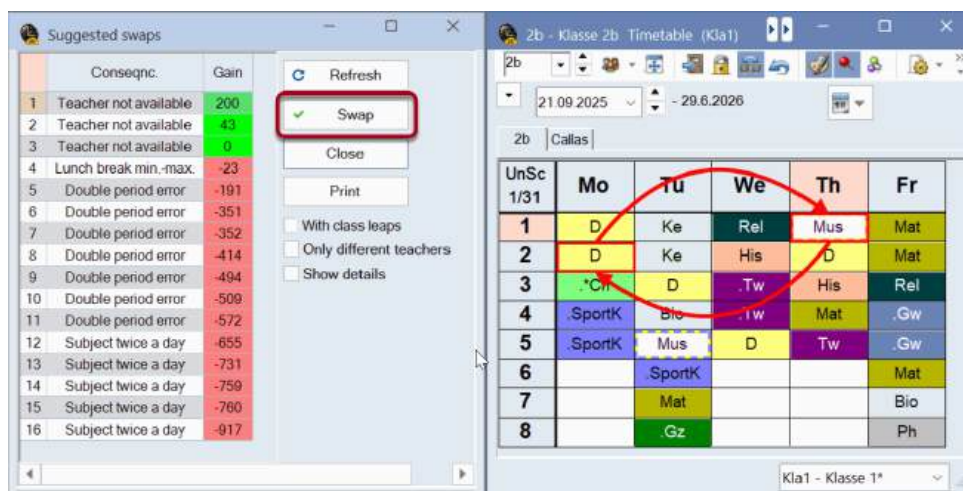 Suggested swaps
Conseqnc. Gain
1 Teacher not available 200
2 Teacher not available 43
3 Teacher not available 0
4 Lunch break min.-max. -23
5 Double period error -191
6 Double period error -351
7 Double period error -352
8 Double period error -414
9 Double period error -494
10 Double period error -509
11 Double period error -572
12 Subject twice a day -655
13 Subject twice a day -731
14 Subject twice a day -759
15 Subject twice a day -760
16 Subject twice a day -917
Refresh
Swap
Close
Print
With class leaps
Only different teachers
Show details
2b - Klasse 2b Timetable (Kla1)
2b
21.09.2025 - 29.6.2026
2b Callas
UnSc 1/31 Mo Tu We Th Fr
1 D Ke Rel Mus Mat
2 D Ke His D Mat
3 .*Ch D .Tw His Rel
4 .SportK Bio .Tw Mat .Gw
5 .SportK Mus D Tw .Gw
6 .SportK Mat
7 Mat Bio
8 .Gz Ph
Kla1 - Klasse 1*